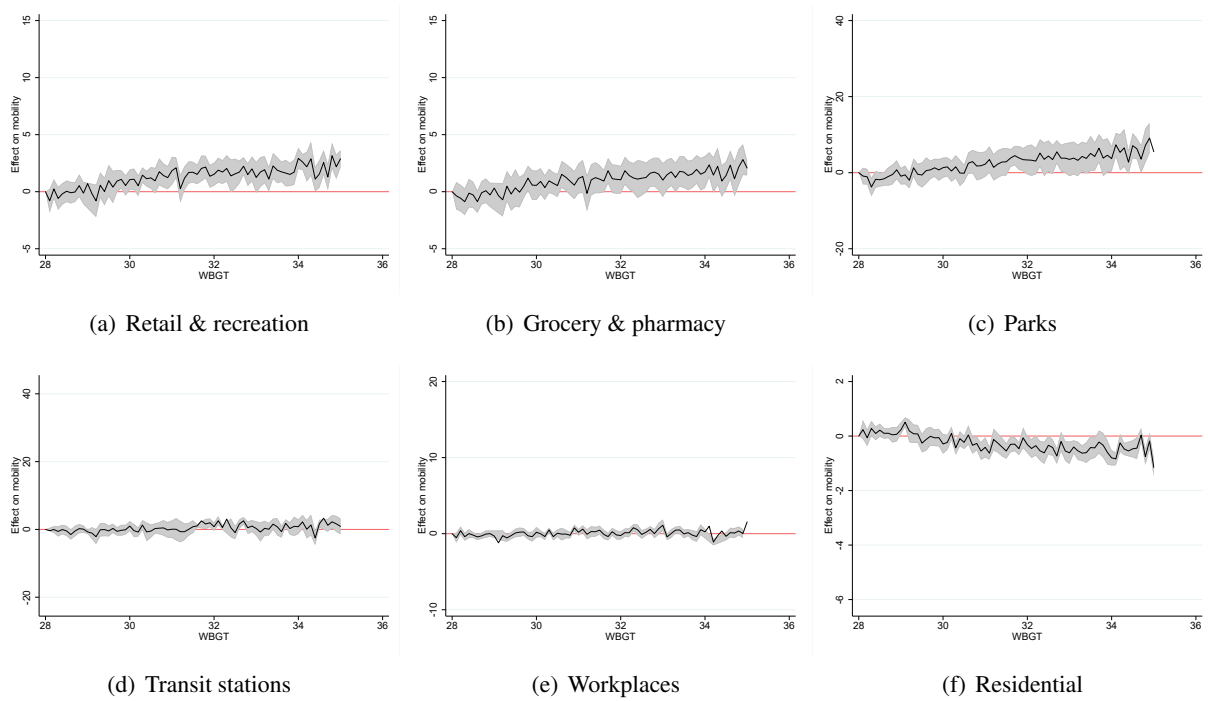 15
10
5
0
-5
Effect on mobility
28 30 32 34 36
WBGT
(a) Retail & recreation
15
10
5
0
-5
Effect on mobility
28 30 32 34 36
WBGT
(b) Grocery & pharmacy
40
20
0
-20
Effect on mobility
28 30 32 34 36
WBGT
(c) Parks
40
20
0
-20
Effect on mobility
28 30 32 34 36
WBGT
(d) Transit stations
20
10
0
-10
Effect on mobility
28 30 32 34 36
WBGT
(e) Workplaces
2
0
-2
-4
-6
Effect on mobility
28 30 32 34 36
WBGT
(f) Residential